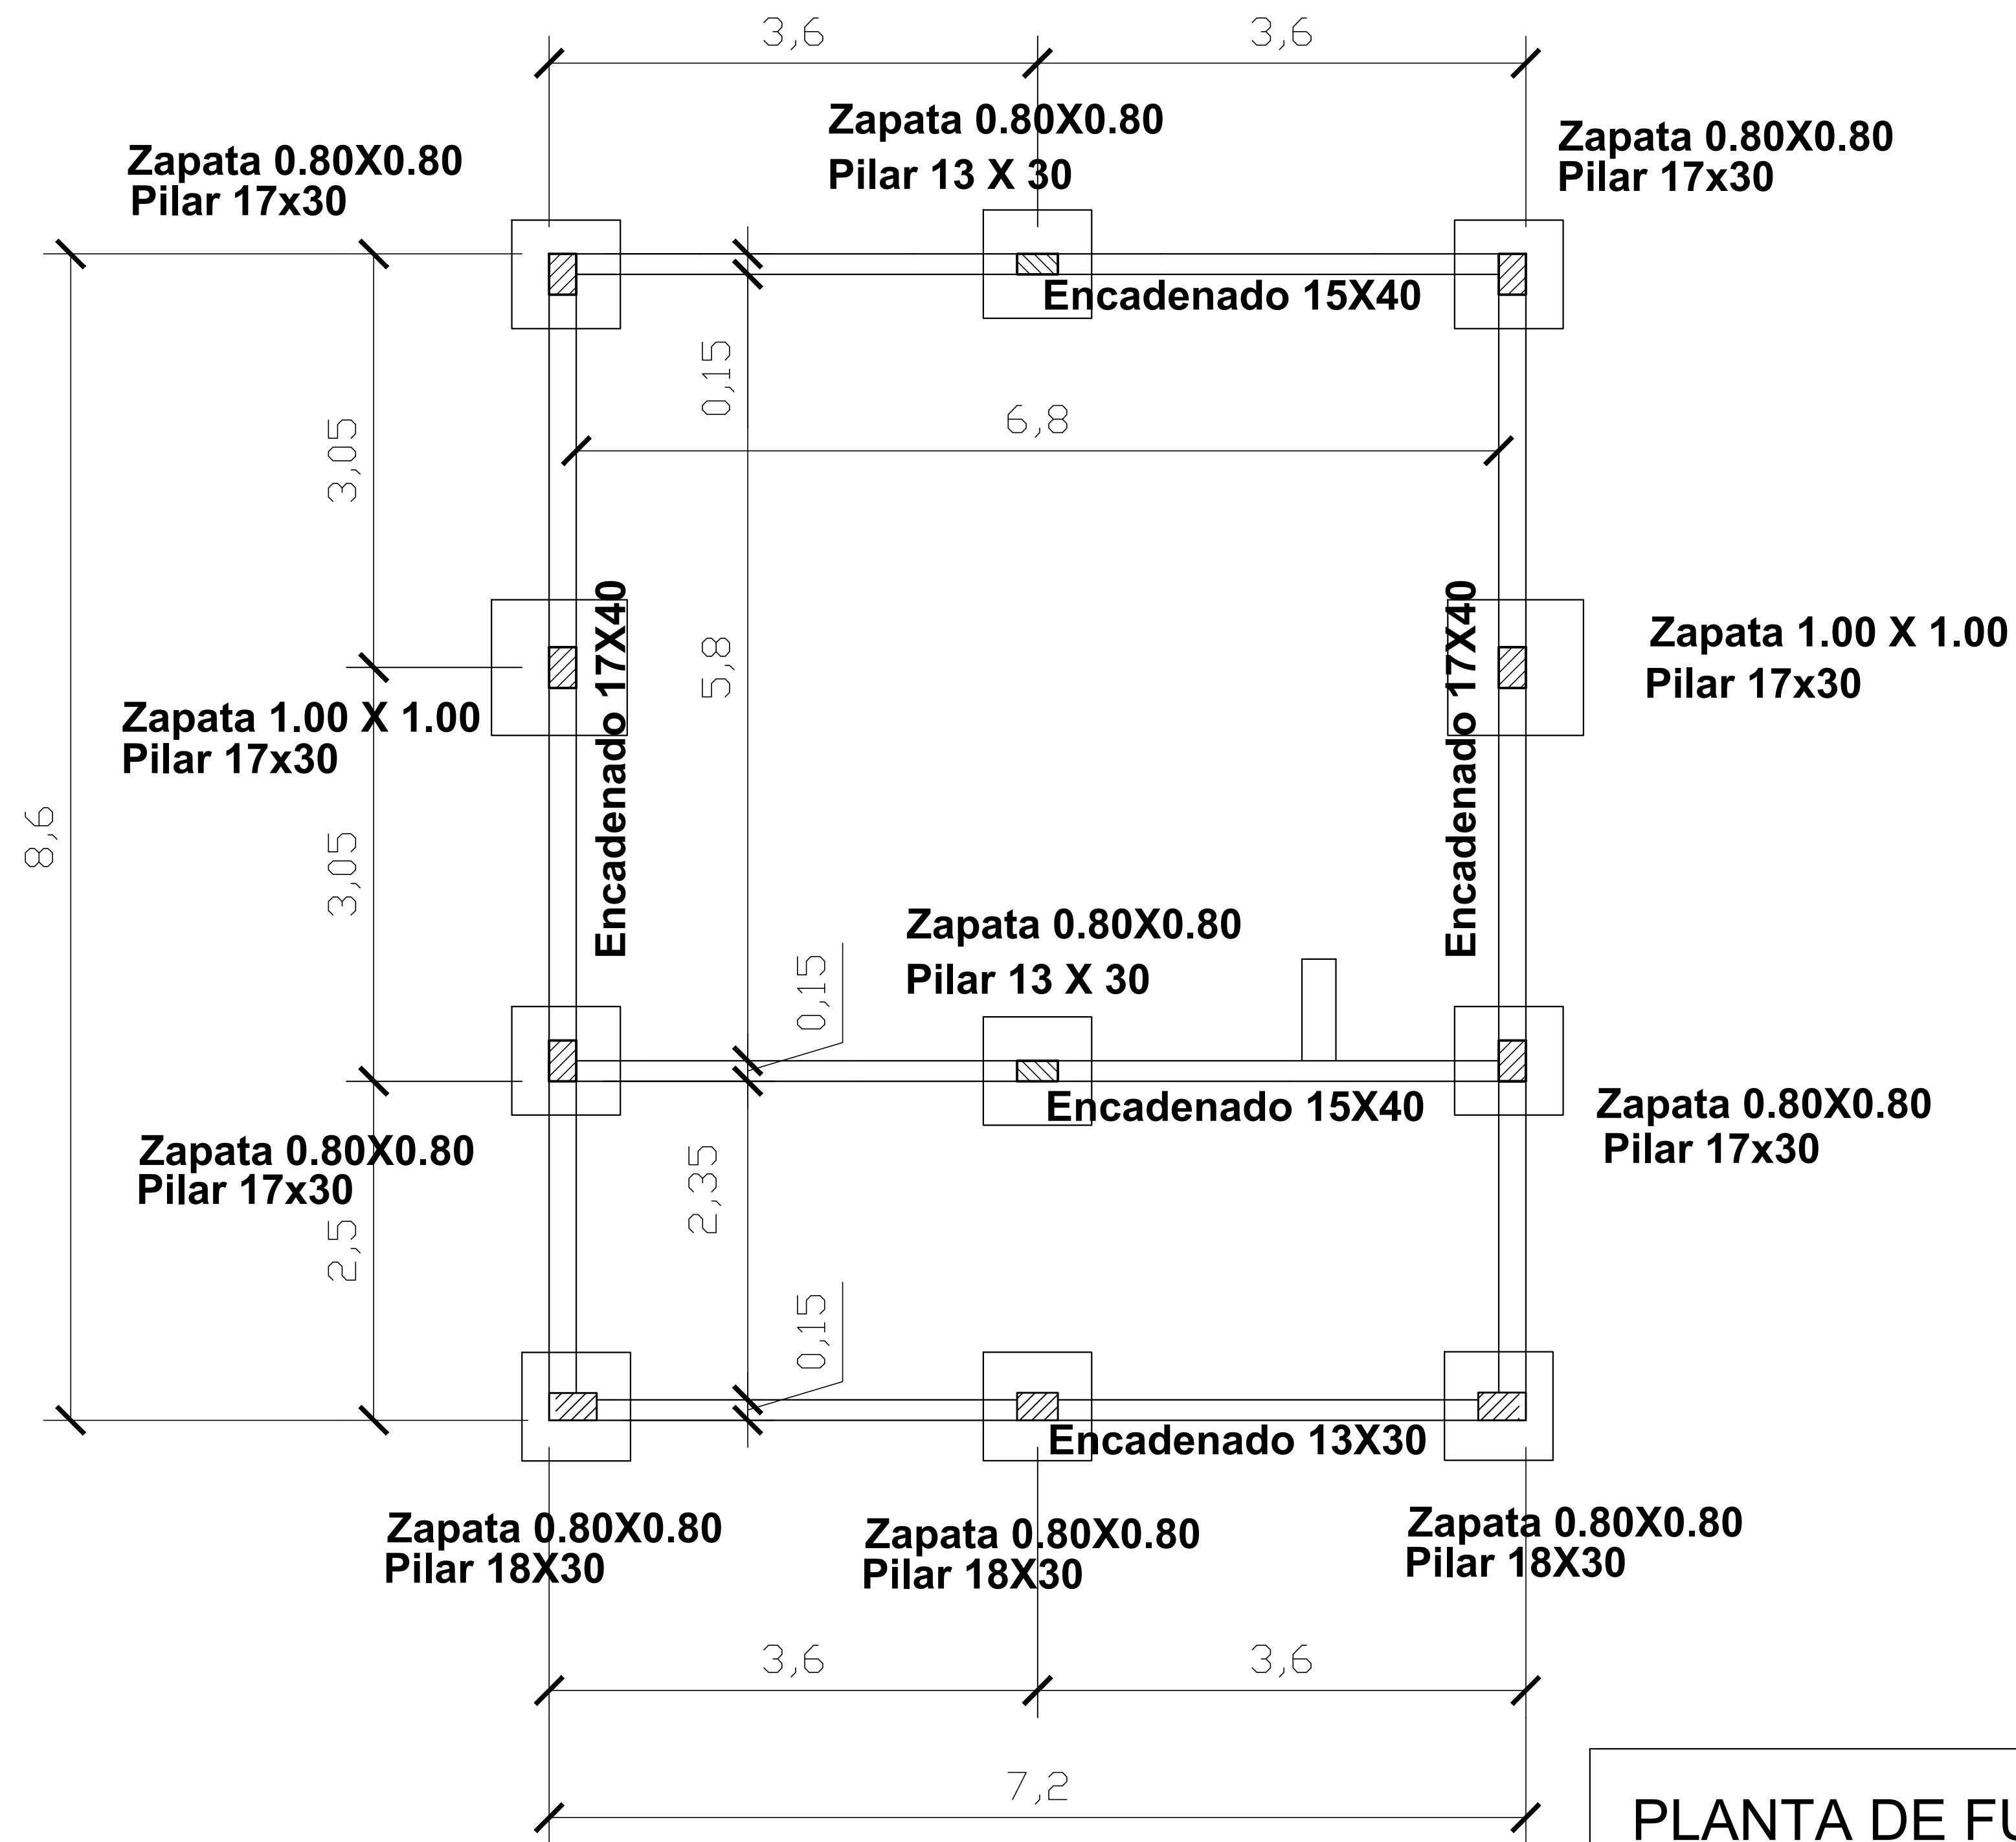 3,6
3,6
Zapata 0.80X0.80
Pilar 13 X 30
Zapata 0.80X0.80
Pilar 17x30
Zapata 0.80X0.80
Pilar 17x30
Encadenado 15X40
0,15
6,8
3,05
Encadenado 17X40
5,8
Encadenado 17X40
Zapata 1.00 X 1.00
Pilar 17x30
Zapata 1.00 X 1.00
Pilar 17x30
8,6
3,05
Zapata 0.80X0.80
Pilar 13 X 30
0,15
Encadenado 15X40
Zapata 0.80X0.80
Pilar 17x30
Zapata 0.80X0.80
Pilar 17x30
2,35
2,5
0,15
Encadenado 13X30
Zapata 0.80X0.80
Pilar 18X30
Zapata 0.80X0.80
Pilar 18X30
Zapata 0.80X0.80
Pilar 18X30
3,6
3,6
7,2
PLANTA DE